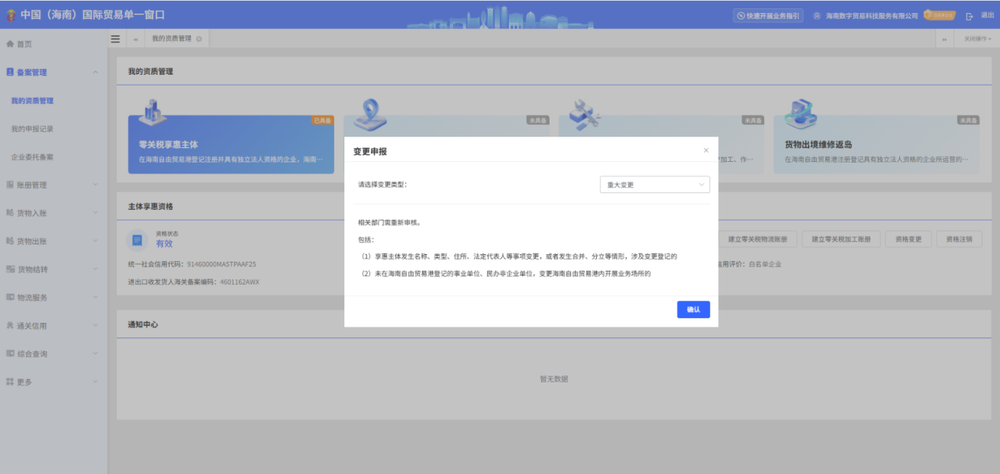 中国（海南）国际贸易单一窗口
快速开展业务指引
海南数字贸易科技服务有限公司
退出
首页
我的资质管理
关闭操作
备案管理
我的资质管理
我的申报记录
企业委托备案
账册管理
货物入账
货物出账
货物结转
物流服务
通关信用
综合查询
更多
我的资质管理
已具备
未具备
未具备
未具备
零关税享惠主体
在海南自由贸易港登记注册并具有独立法人资格的企业，海南···
加工、作···
货物出境维修返岛
在海南自由贸易港注册登记具有独立法人资格的企业所运营的···
主体享惠资格
资格状态
有效
建立零关税物流账册
建立零关税加工账册
资格变更
资格注销
统一社会信用代码：91460000MA5TPAAF25
信用评价：白名单企业
进出口收发货人海关备案编码：4601162AWX
通知中心
暂无数据
变更申报
请选择变更类型：
重大变更
相关部门需重新审核。
包括：
（1）享惠主体发生名称、类型、住所、法定代表人等事项变更，或者发生合并、分立等情形，涉及变更登记的
（2）未在海南自由贸易港登记的事业单位、民办非企业单位，变更海南自由贸易港内开展业务场所的
确认